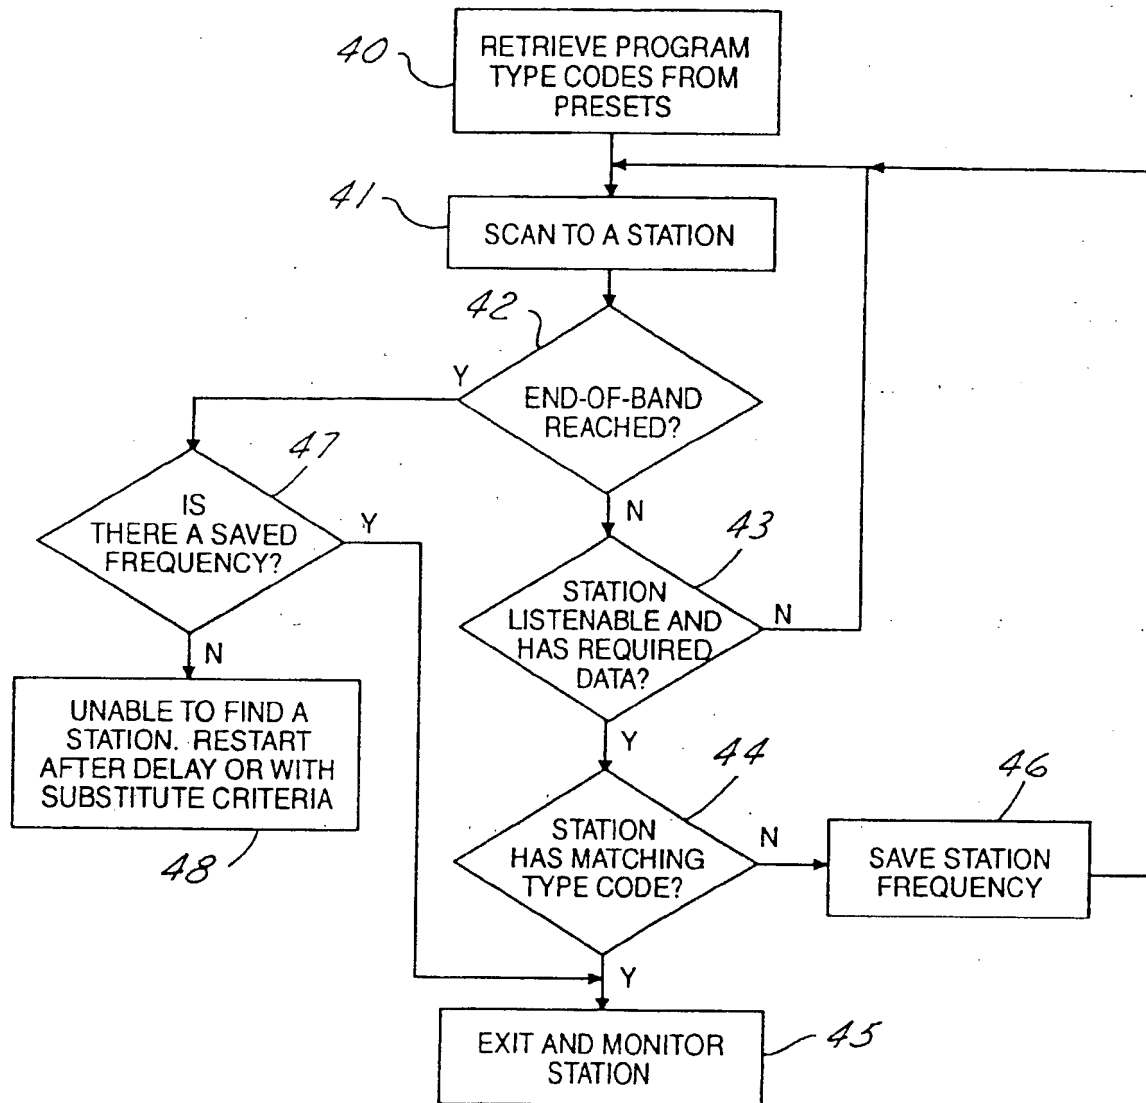 40
RETRIEVE PROGRAM
TYPE CODES FROM
PRESETS
41
SCAN TO A STATION
42
Y
END-OF-BAND
REACHED?
47
IS
THERE A SAVED
FREQUENCY?
Y
N
43
STATION
LISTENABLE AND
HAS REQUIRED
DATA?
N
N
UNABLE TO FIND A
STATION. RESTART
AFTER DELAY OR WITH
SUBSTITUTE CRITERIA
48
Y
44
STATION
HAS MATCHING
TYPE CODE?
N
46
SAVE STATION
FREQUENCY
Y
EXIT AND MONITOR
STATION
45